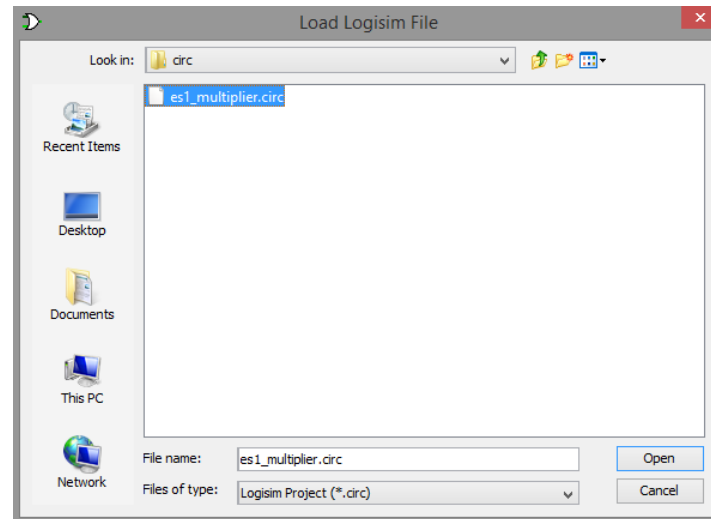 Load Logisim File
Look in: circ
es1_multiplier.circ
Recent Items
Desktop
Documents
This PC
Network
File name: es1_multiplier.circ Open
Files of type: Logisim Project (*.circ) Cancel